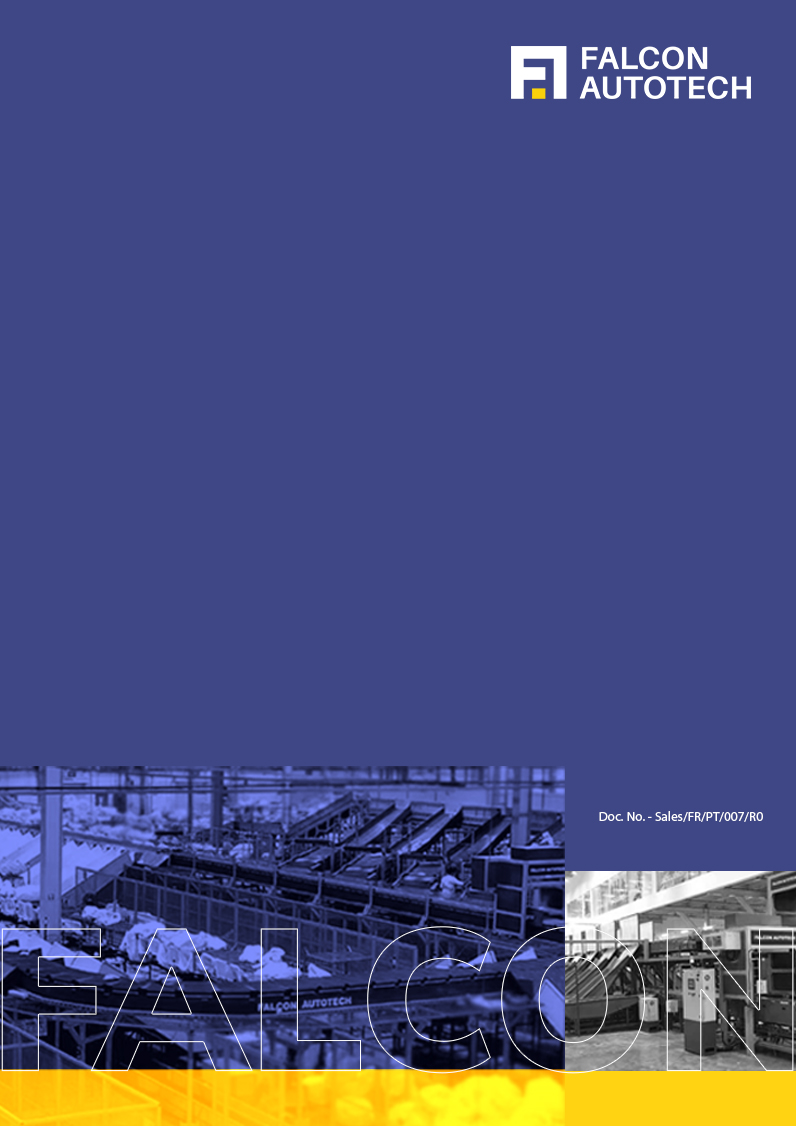 FALCON
AUTOTECH
Doc. No. - Sales/FR/PT/007/R0
FALCON
FALCON AUTOTECH